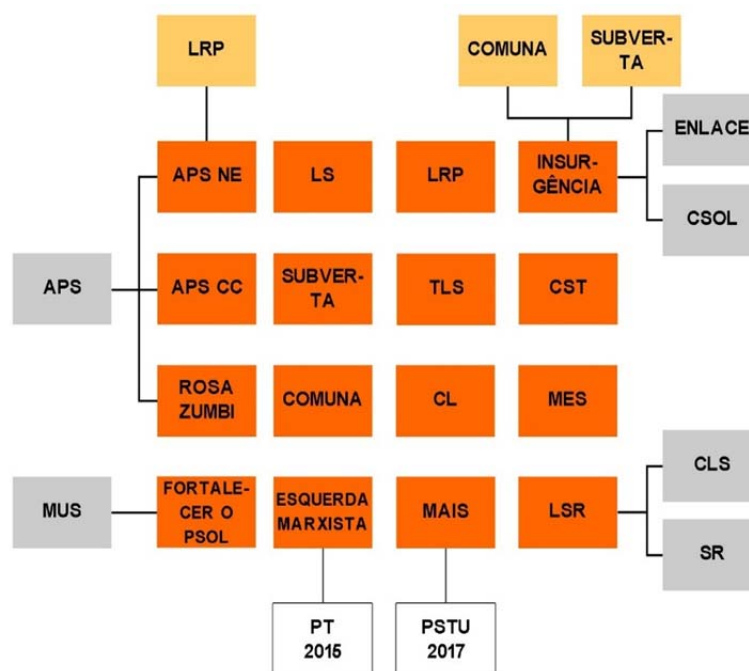 LRP
COMUNA
SUBVER-
TA
ENLACE
APS NE
LS
LRP
INSUR-
GÊNCIA
CSOL
APS
APS CC
SUBVER-
TA
TLS
CST
ROSA
ZUMBI
COMUNA
CL
MES
CLS
MUS
FORTALE-
CER O
PSOL
ESQUERDA
MARXISTA
MAIS
LSR
SR
PT
2015
PSTU
2017